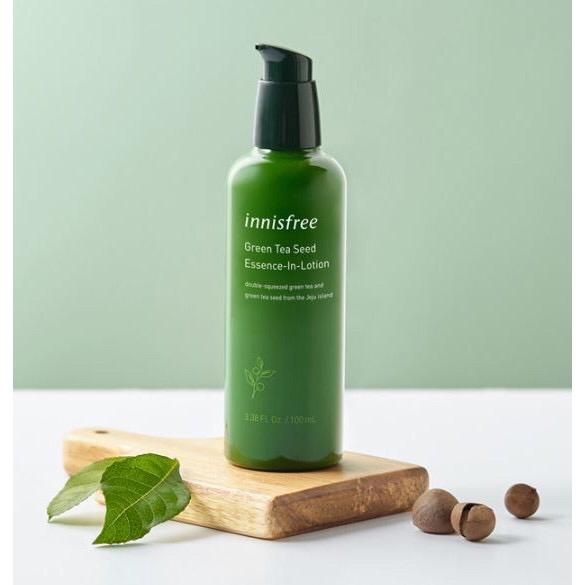 innisfree
Green Tea Seed
Essence-In-Lotion
double-squeezed green tea and
green tea seed from the Jeju Island
3.38 Fl. Oz. / 100 mL